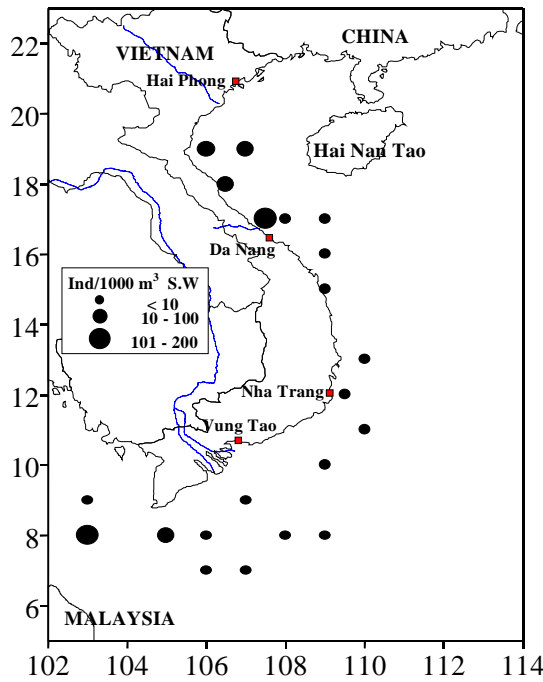 22
20
18
16
14
12
10
8
6
102 104 106 108 110 112 114
CHINA
VIETNAM
Hai Phong
Hai Nan Tao
Da Nang
Ind/1000 m³ S.W
< 10
10 - 100
101 - 200
Nha Trang
Vung Tao
MALAYSIA